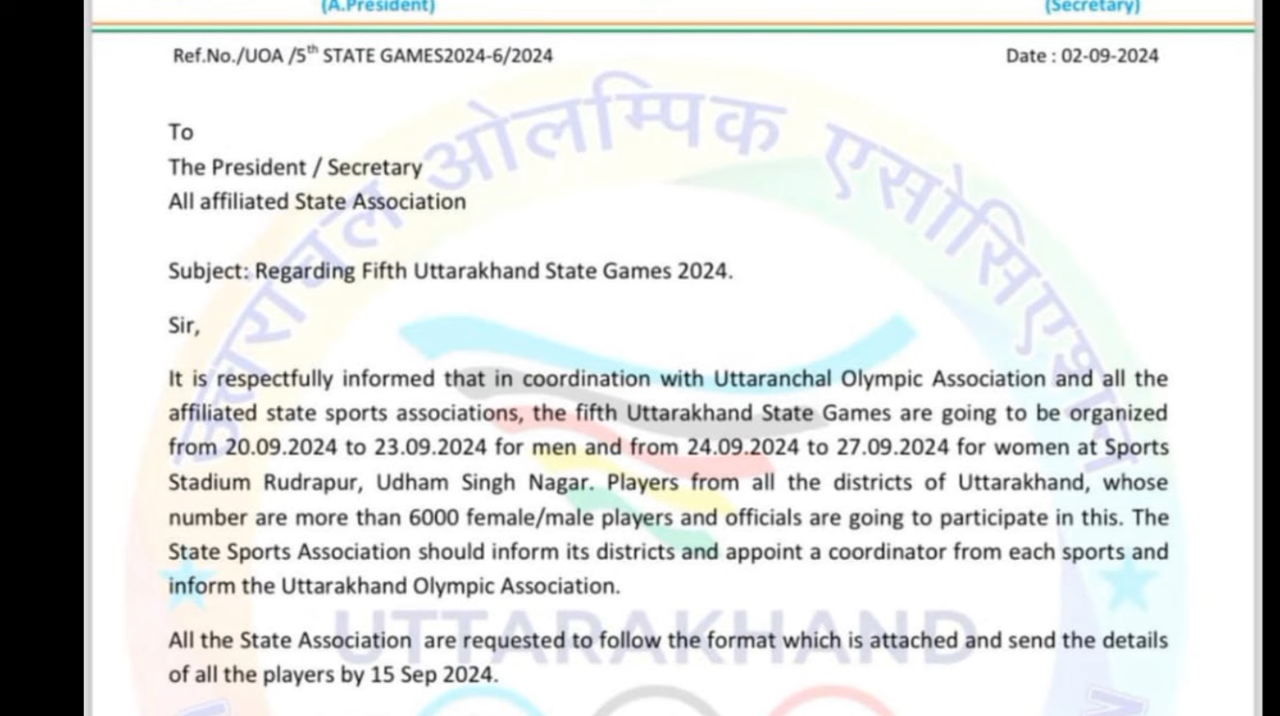 (A.President) (Secretary)
Ref.No./UOA /5th STATE GAMES2024-6/2024 Date : 02-09-2024
To
The President / Secretary
All affiliated State Association
Subject: Regarding Fifth Uttarakhand State Games 2024.
Sir,
It is respectfully informed that in coordination with Uttaranchal Olympic Association and all the
affiliated state sports associations, the fifth Uttarakhand State Games are going to be organized
from 20.09.2024 to 23.09.2024 for men and from 24.09.2024 to 27.09.2024 for women at Sports
Stadium Rudrapur, Udham Singh Nagar. Players from all the districts of Uttarakhand, whose
number are more than 6000 female/male players and officials are going to participate in this. The
State Sports Association should inform its districts and appoint a coordinator from each sports and
inform the Uttarakhand Olympic Association.
All the State Association are requested to follow the format which is attached and send the details
of all the players by 15 Sep 2024.
उत्तरांचल ओलम्पिक एसोसिएशन
UTTARAKHAND